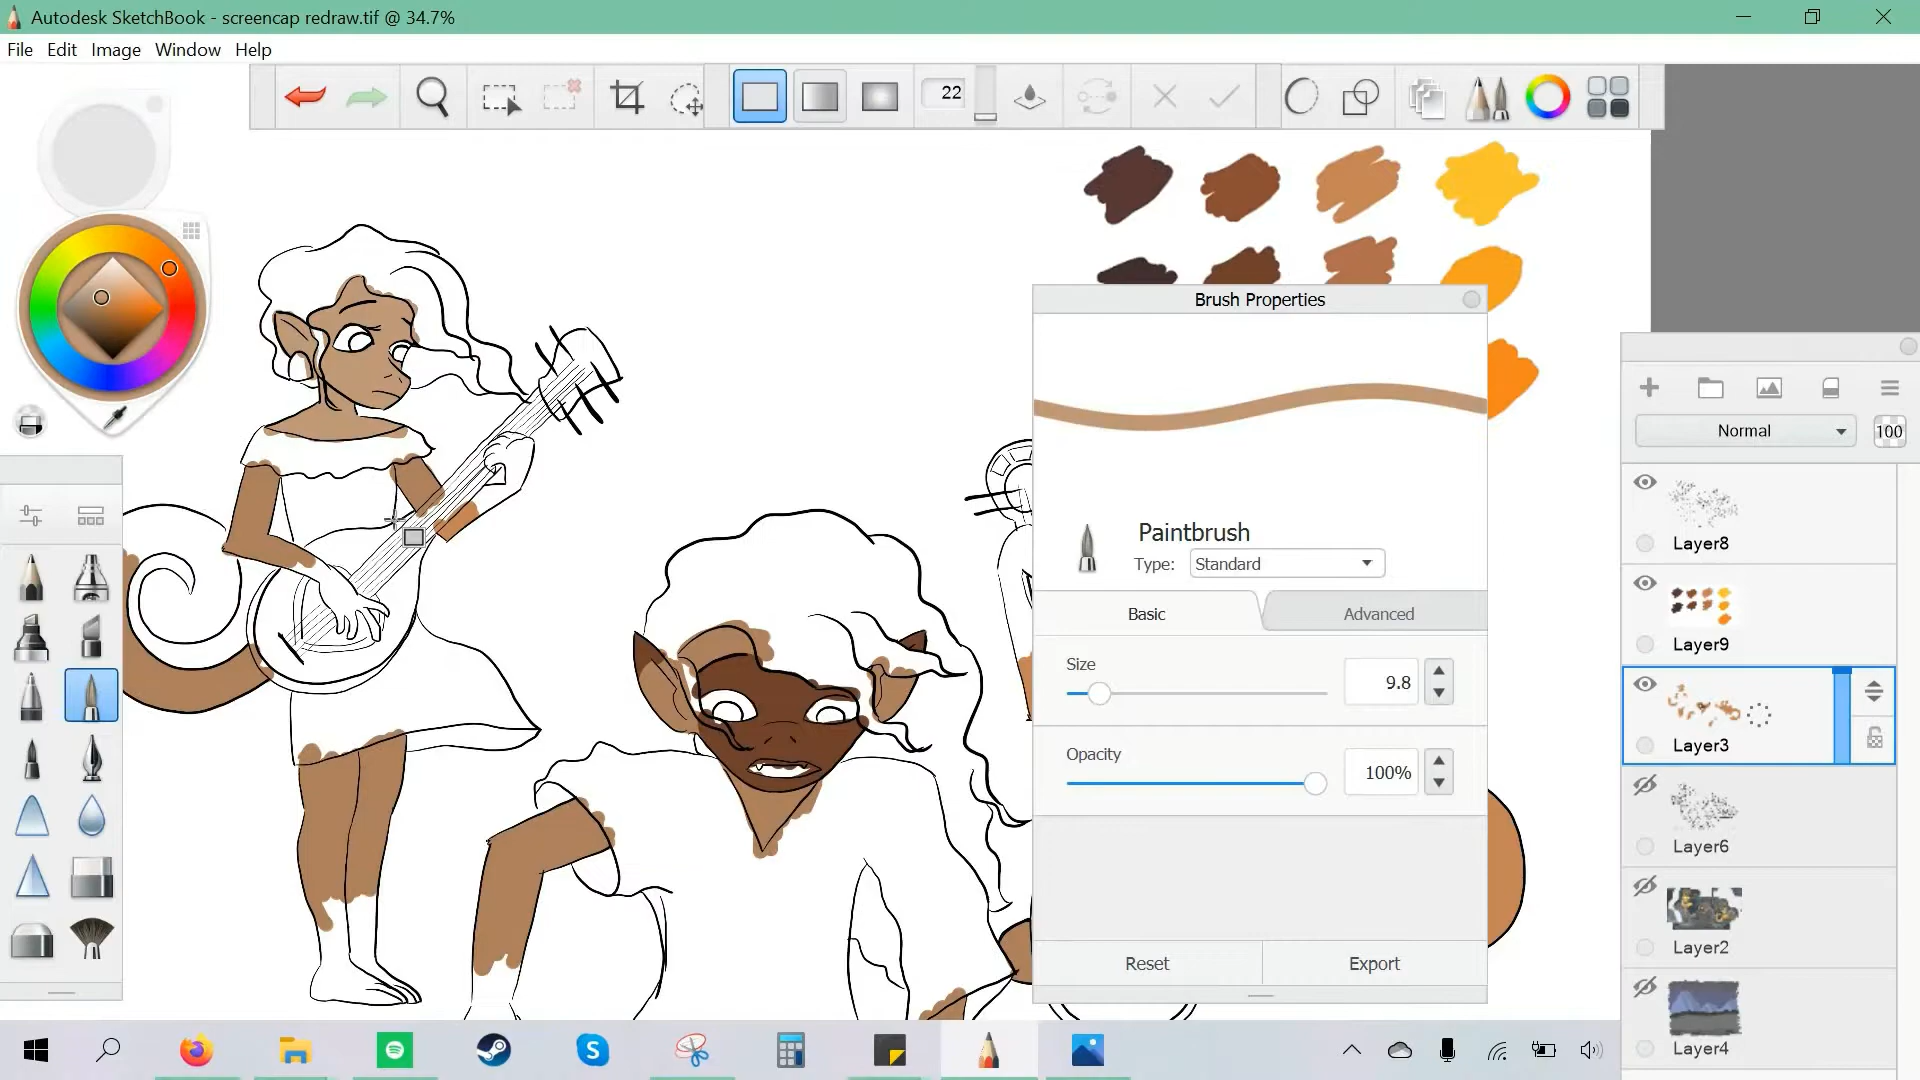 Autodesk SketchBook - screencap redraw.tif @ 34.7%
File Edit Image Window Help
22
Brush Properties
Paintbrush
Type: Standard
Basic Advanced
Size
9.8
Opacity
100%
Reset Export
Normal 100
Layer8
Layer9
Layer3
Layer6
Layer2
Layer4